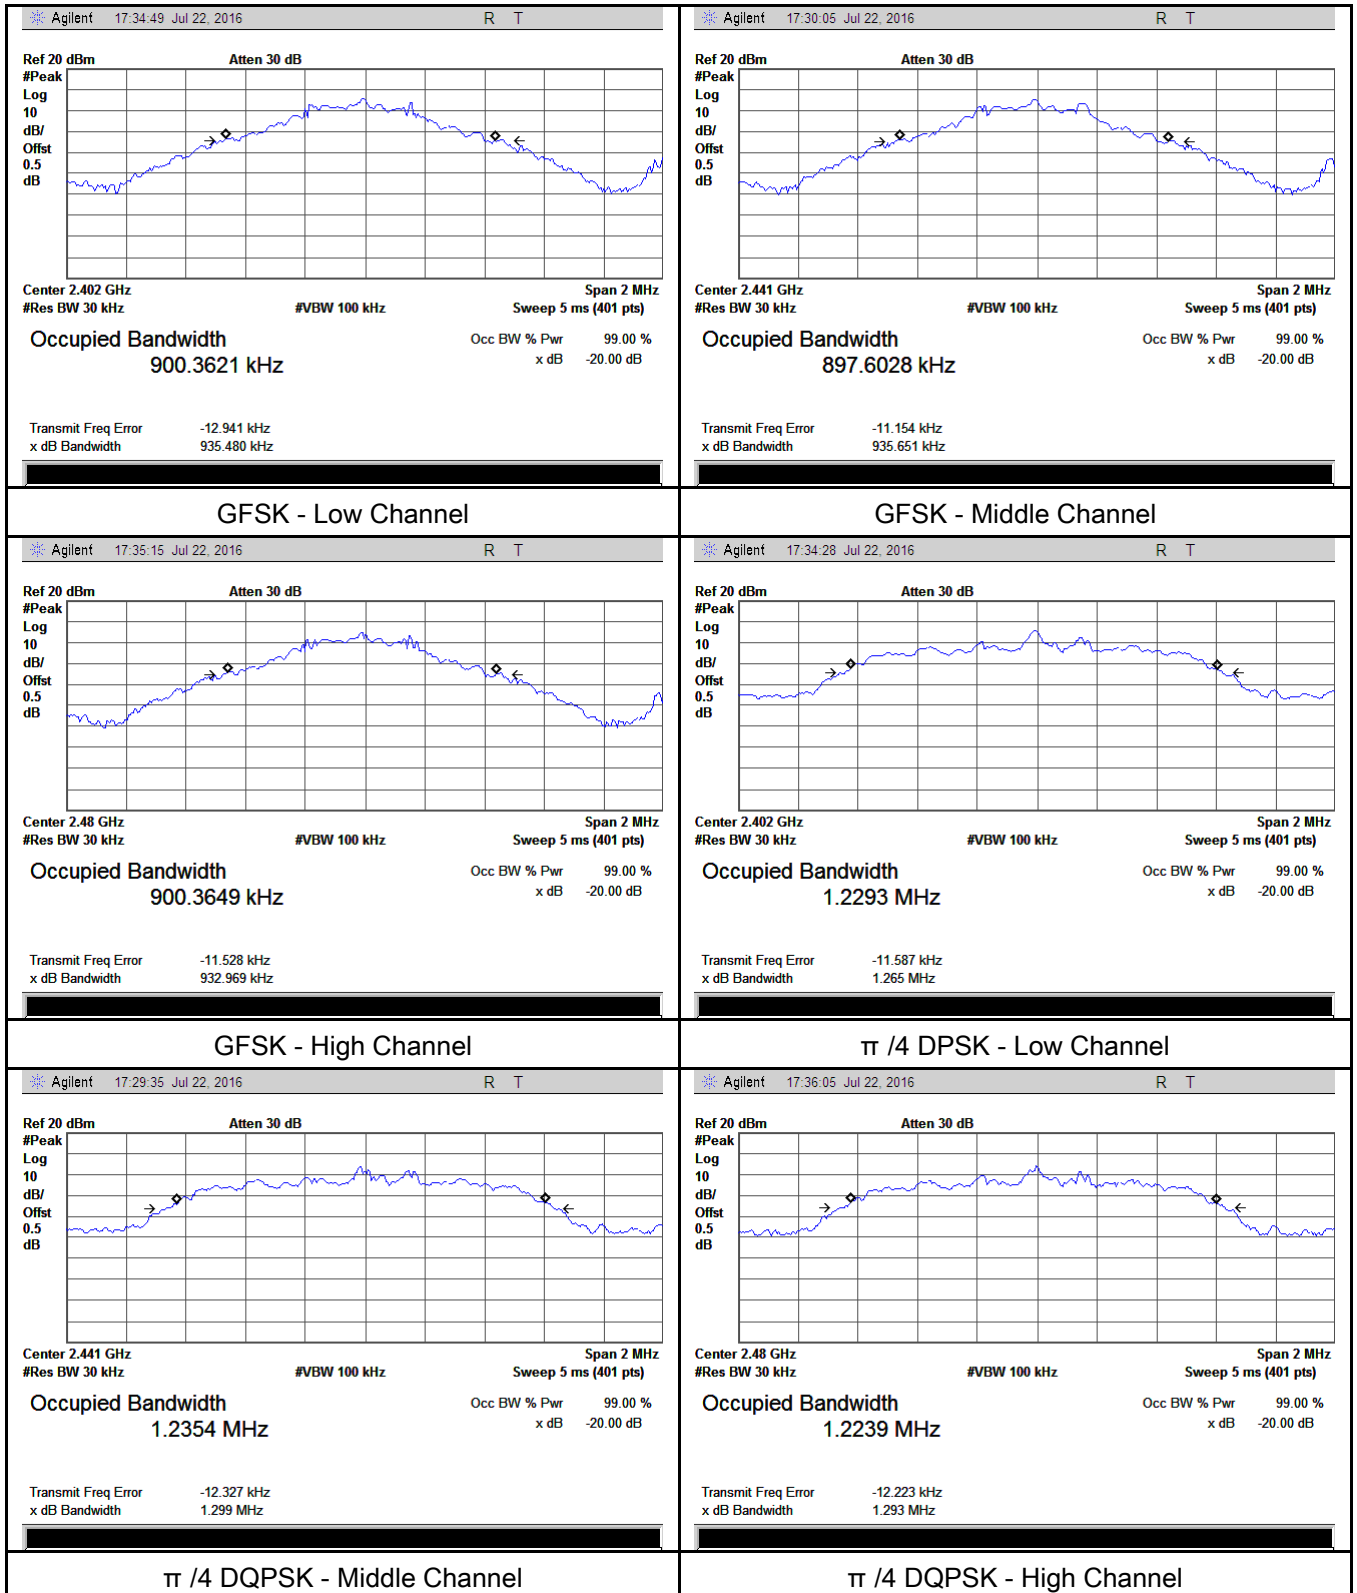 Agilent 17:34:49 Jul 22, 2016 R T
Ref 20 dBm Atten 30 dB
#Peak
Log
10
dB/
Offst
0.5
dB
Center 2.402 GHz Span 2 MHz
#Res BW 30 kHz #VBW 100 kHz Sweep 5 ms (401 pts)
Occupied Bandwidth Occ BW % Pwr 99.00 %
900.3621 kHz x dB -20.00 dB
Transmit Freq Error -12.941 kHz
x dB Bandwidth 935.480 kHz
GFSK - Low Channel
Agilent 17:30:05 Jul 22, 2016 R T
Ref 20 dBm Atten 30 dB
#Peak
Log
10
dB/
Offst
0.5
dB
Center 2.441 GHz Span 2 MHz
#Res BW 30 kHz #VBW 100 kHz Sweep 5 ms (401 pts)
Occupied Bandwidth Occ BW % Pwr 99.00 %
897.6028 kHz x dB -20.00 dB
Transmit Freq Error -11.154 kHz
x dB Bandwidth 935.651 kHz
GFSK - Middle Channel
Agilent 17:35:15 Jul 22, 2016 R T
Ref 20 dBm Atten 30 dB
#Peak
Log
10
dB/
Offst
0.5
dB
Center 2.48 GHz Span 2 MHz
#Res BW 30 kHz #VBW 100 kHz Sweep 5 ms (401 pts)
Occupied Bandwidth Occ BW % Pwr 99.00 %
900.3649 kHz x dB -20.00 dB
Transmit Freq Error -11.528 kHz
x dB Bandwidth 932.969 kHz
GFSK - High Channel
Agilent 17:34:28 Jul 22, 2016 R T
Ref 20 dBm Atten 30 dB
#Peak
Log
10
dB/
Offst
0.5
dB
Center 2.402 GHz Span 2 MHz
#Res BW 30 kHz #VBW 100 kHz Sweep 5 ms (401 pts)
Occupied Bandwidth Occ BW % Pwr 99.00 %
1.2293 MHz x dB -20.00 dB
Transmit Freq Error -11.587 kHz
x dB Bandwidth 1.265 MHz
π /4 DPSK - Low Channel
Agilent 17:29:35 Jul 22, 2016 R T
Ref 20 dBm Atten 30 dB
#Peak
Log
10
dB/
Offst
0.5
dB
Center 2.441 GHz Span 2 MHz
#Res BW 30 kHz #VBW 100 kHz Sweep 5 ms (401 pts)
Occupied Bandwidth Occ BW % Pwr 99.00 %
1.2354 MHz x dB -20.00 dB
Transmit Freq Error -12.327 kHz
x dB Bandwidth 1.299 MHz
π /4 DQPSK - Middle Channel
Agilent 17:36:05 Jul 22, 2016 R T
Ref 20 dBm Atten 30 dB
#Peak
Log
10
dB/
Offst
0.5
dB
Center 2.48 GHz Span 2 MHz
#Res BW 30 kHz #VBW 100 kHz Sweep 5 ms (401 pts)
Occupied Bandwidth Occ BW % Pwr 99.00 %
1.2239 MHz x dB -20.00 dB
Transmit Freq Error -12.223 kHz
x dB Bandwidth 1.293 MHz
π /4 DQPSK - High Channel